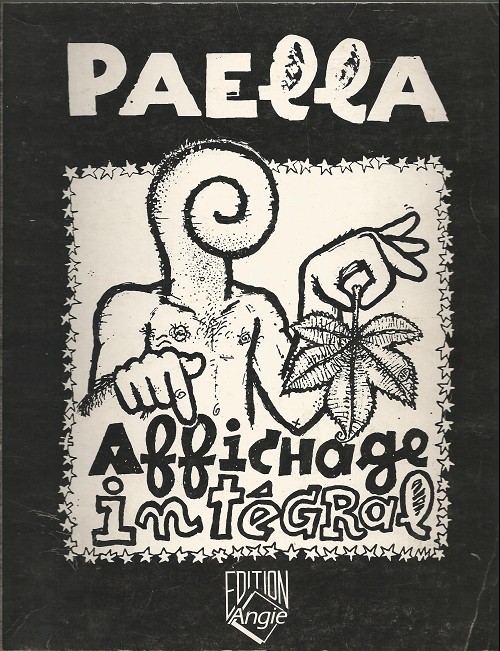 PAELLA
Affichage
intégral
EDITION
Angie